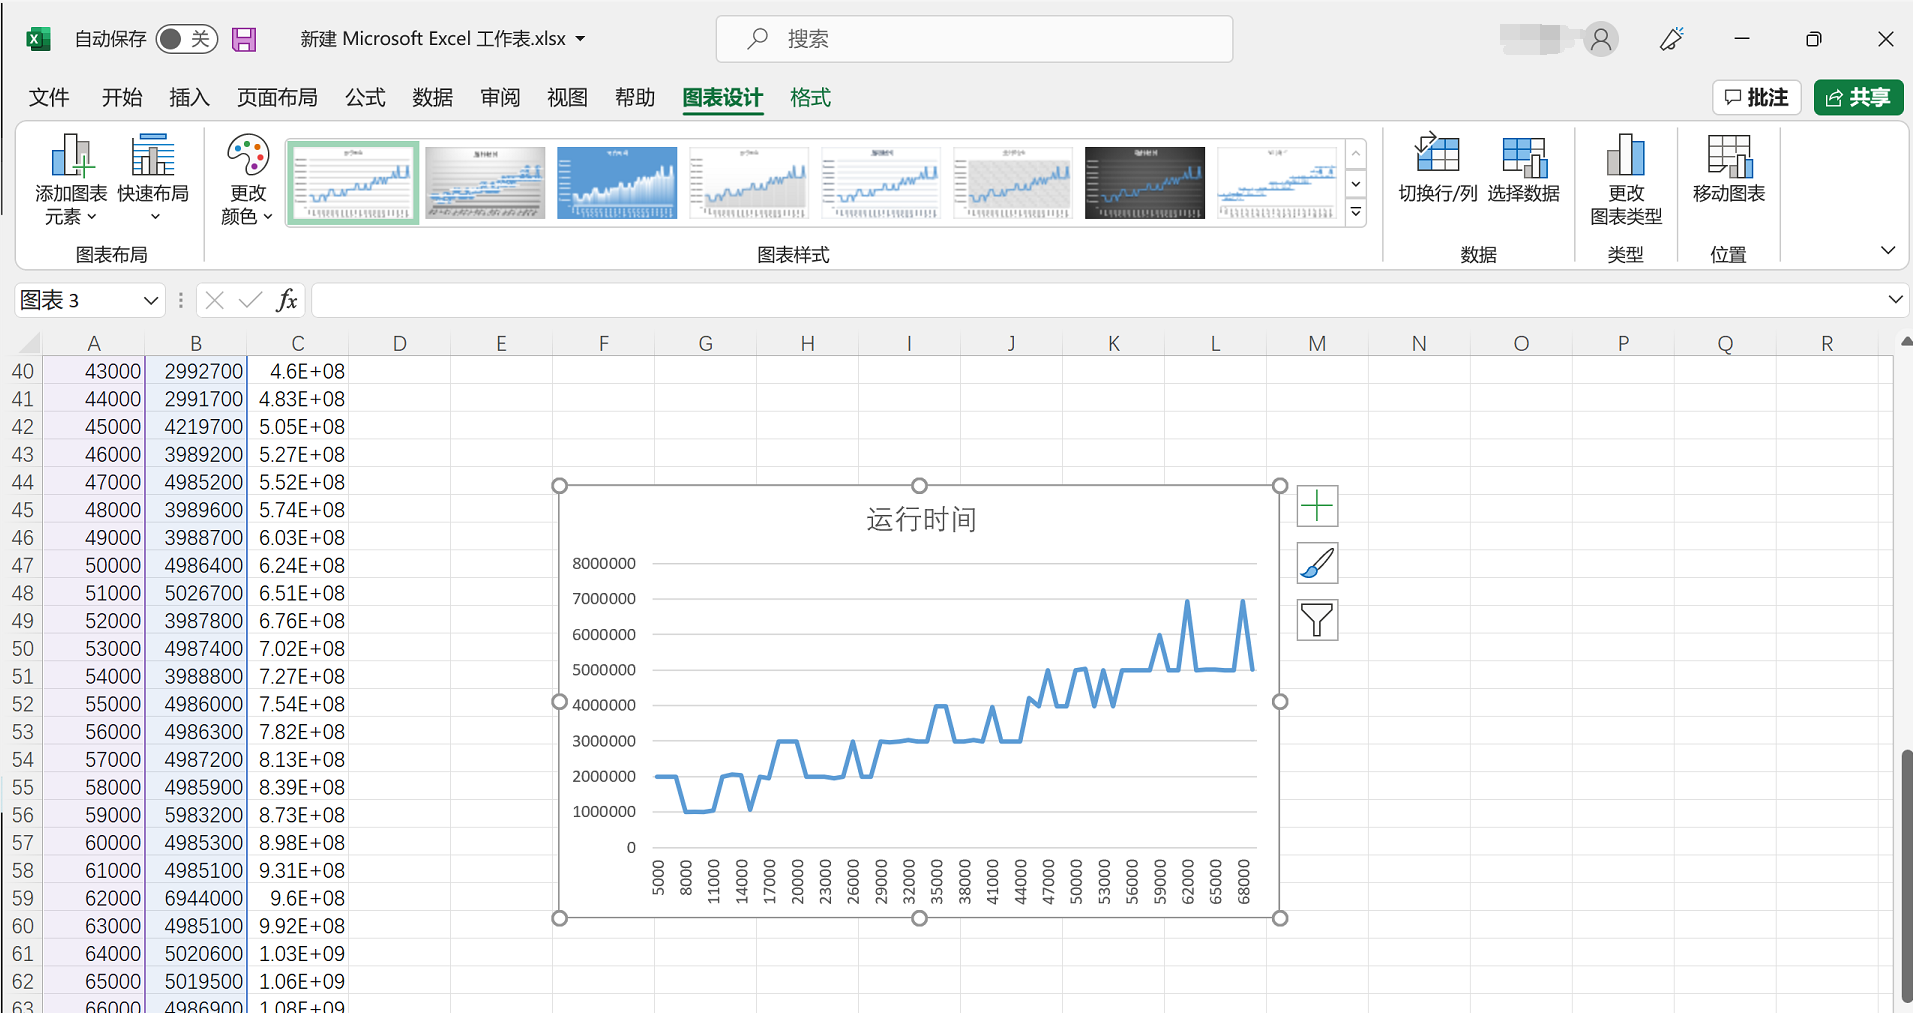 自动保存 关 新建 Microsoft Excel 工作表.xlsx 搜索
文件 开始 插入 页面布局 公式 数据 审阅 视图 帮助 图表设计 格式 批注 共享
添加图表元素 快速布局 更改颜色 切换行/列 选择数据 更改图表类型 移动图表
图表布局 图表样式 数据 类型 位置
图表 3 fx
A B C D E F G H I J K L M N O P Q R
40 43000 2992700 4.6E+08
41 44000 2991700 4.83E+08
42 45000 4219700 5.05E+08
43 46000 3989200 5.27E+08
44 47000 4985200 5.52E+08
45 48000 3989600 5.74E+08
46 49000 3988700 6.03E+08
47 50000 4986400 6.24E+08
48 51000 5026700 6.51E+08
49 52000 3987800 6.76E+08
50 53000 4987400 7.02E+08
51 54000 3988800 7.27E+08
52 55000 4986000 7.54E+08
53 56000 4986300 7.82E+08
54 57000 4987200 8.13E+08
55 58000 4985900 8.39E+08
56 59000 5983200 8.73E+08
57 60000 4985300 8.98E+08
58 61000 4985100 9.31E+08
59 62000 6944000 9.6E+08
60 63000 4985100 9.92E+08
61 64000 5020600 1.03E+09
62 65000 5019500 1.06E+09
63 66000 4986900 1.08E+09
运行时间
8000000
7000000
6000000
5000000
4000000
3000000
2000000
1000000
0
5000 8000 11000 14000 17000 20000 23000 26000 29000 32000 35000 38000 41000 44000 47000 50000 53000 56000 59000 62000 65000 68000